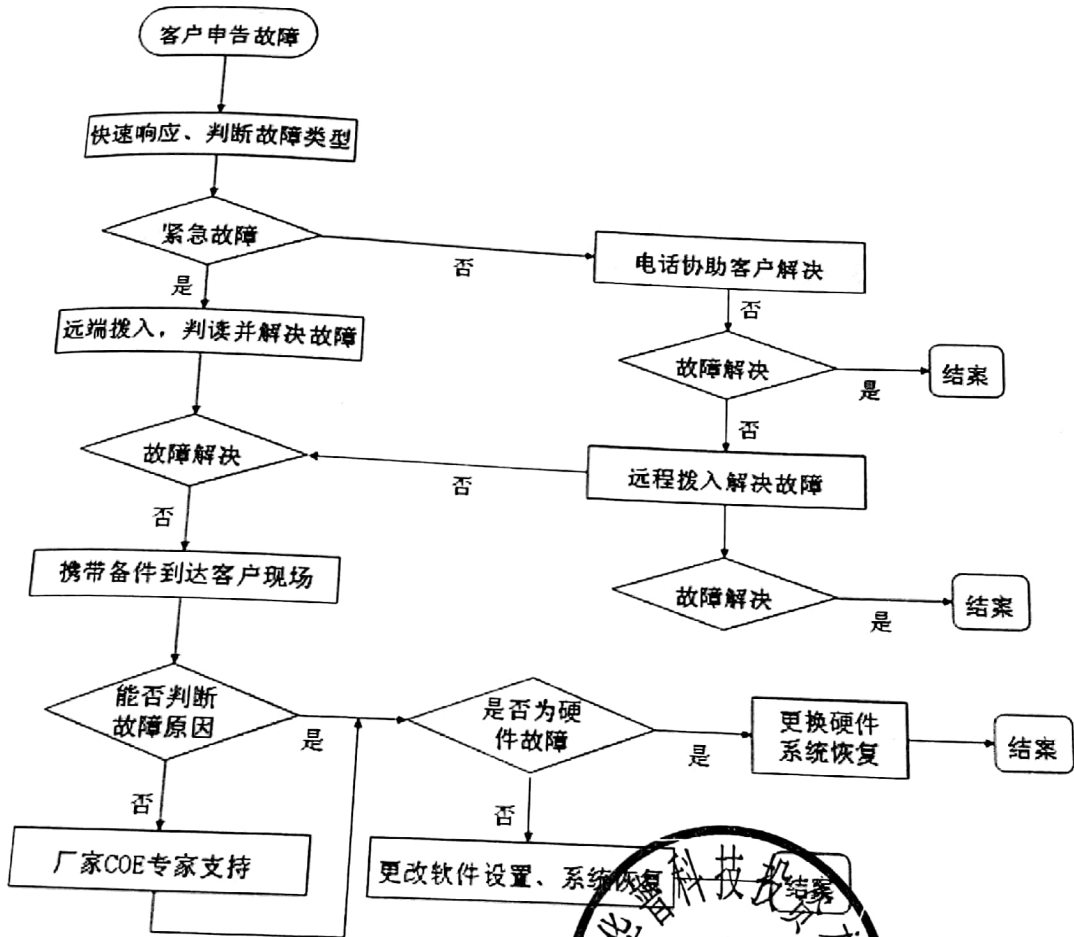 客户申告故障
快速响应、判断故障类型
紧急故障
否
电话协助客户解决
是
否
远端拨入，判读并解决故障
故障解决
是
结案
否
故障解决
否
远程拨入解决故障
否
携带备件到达客户现场
故障解决
是
结案
能否判断
故障原因
是
是否为硬
件故障
是
更换硬件
系统恢复
结案
否
否
厂家COE专家支持
更改软件设置、系统恢复
结案
科技投资